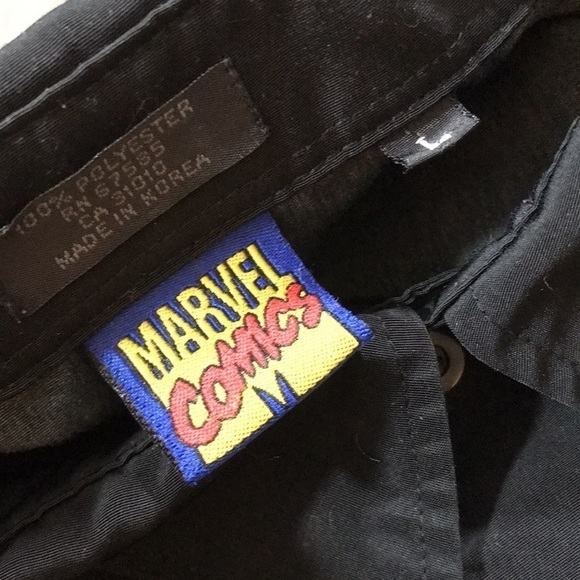 100% POLYESTER
RN 67585
CA 31010
MADE IN KOREA
L
MARVEL
COMICS
M